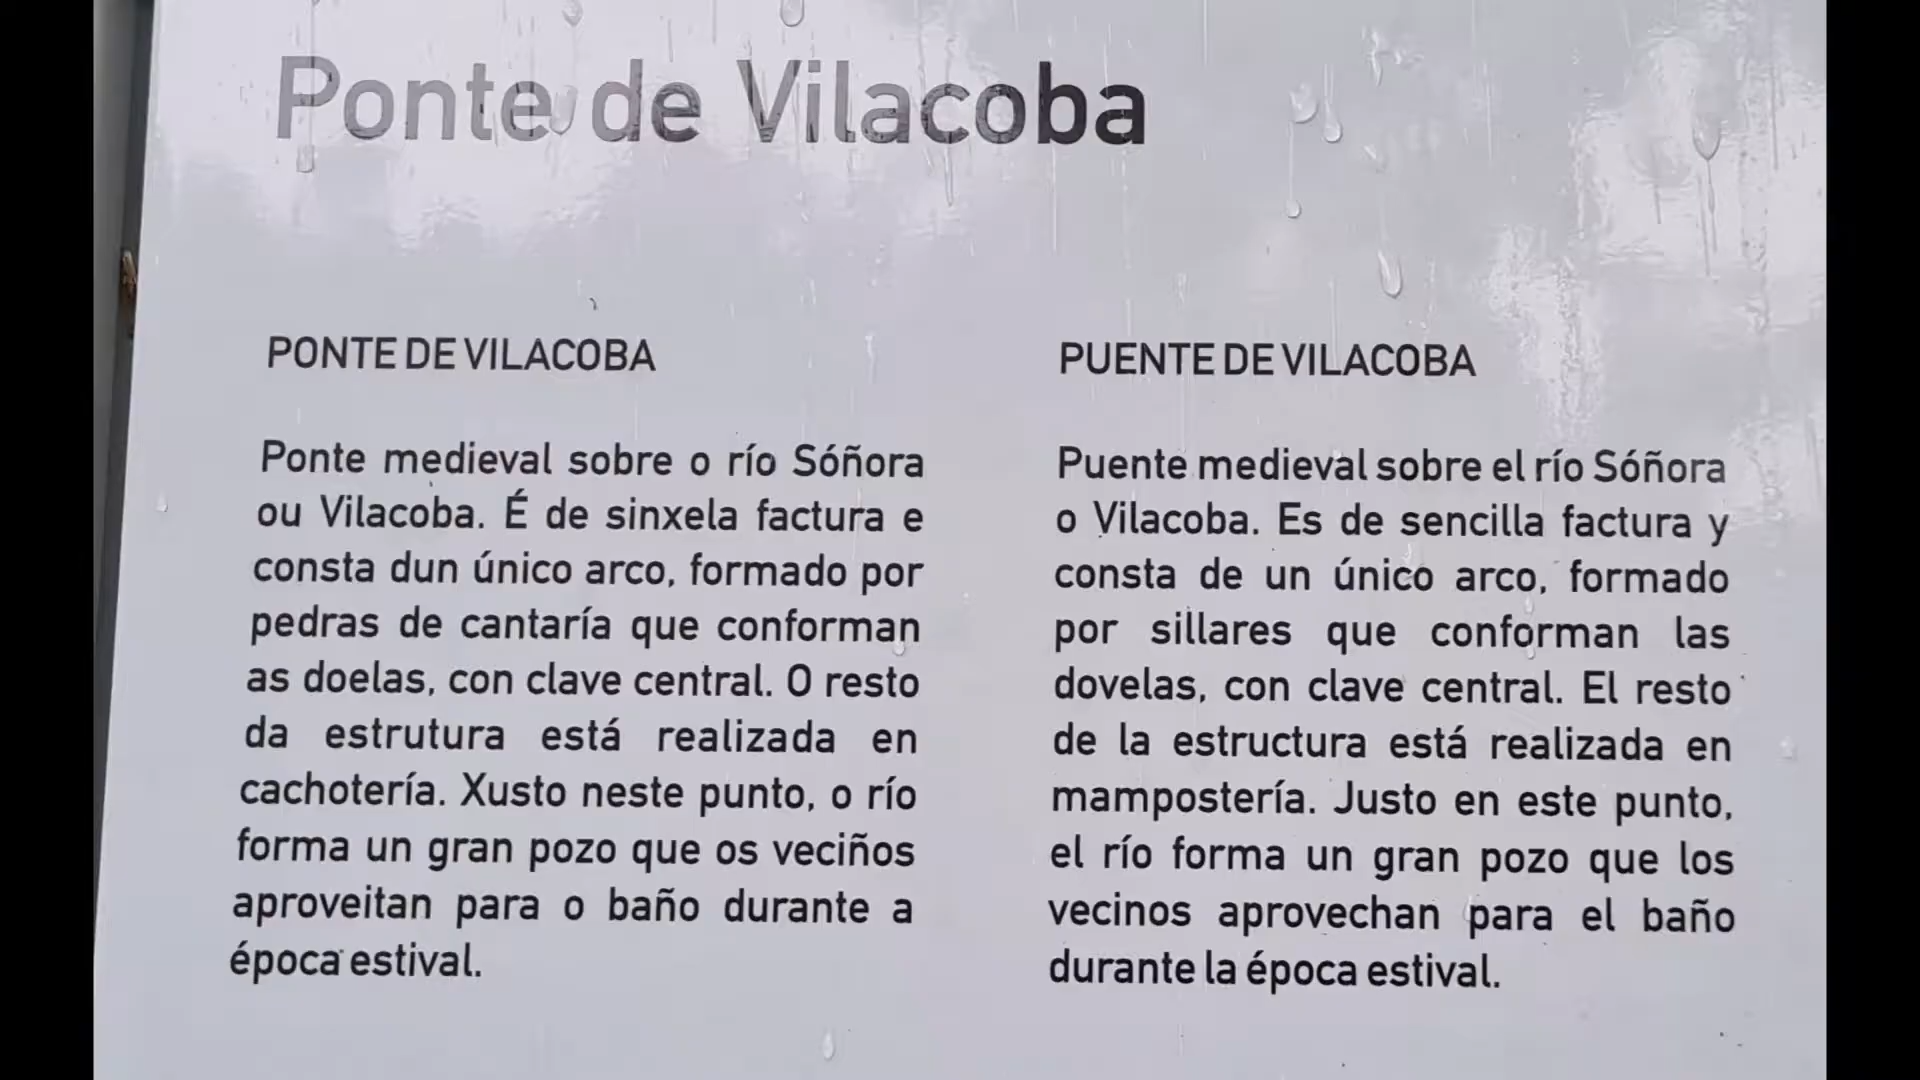 Ponte de Vilacoba
PONTE DE VILACOBA
Ponte medieval sobre o río Sóñora
ou Vilacoba. É de sinxela factura e
consta dun único arco, formado por
pedras de cantaría que conforman
as doelas, con clave central. O resto
da estrutura está realizada en
cachotería. Xusto neste punto, o río
forma un gran pozo que os veciños
aproveitan para o baño durante a
época estival.
PUENTE DE VILACOBA
Puente medieval sobre el río Sóñora
o Vilacoba. Es de sencilla factura y
consta de un único arco, formado
por sillares que conforman las
dovelas, con clave central. El resto
de la estructura está realizada en
mampostería. Justo en este punto,
el río forma un gran pozo que los
vecinos aprovechan para el baño
durante la época estival.